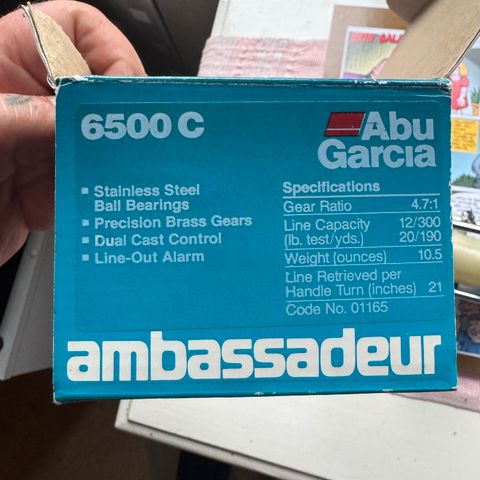 6500 C
Abu
Garcia
Stainless Steel
Ball Bearings
Precision Brass Gears
Dual Cast Control
Line-Out Alarm
Specifications
Gear Ratio 4.7:1
Line Capacity 12/300
(lb. test/yds.) 20/190
Weight (ounces) 10.5
Line Retrieved per
Handle Turn (inches) 21
Code No. 01165
ambassadeur